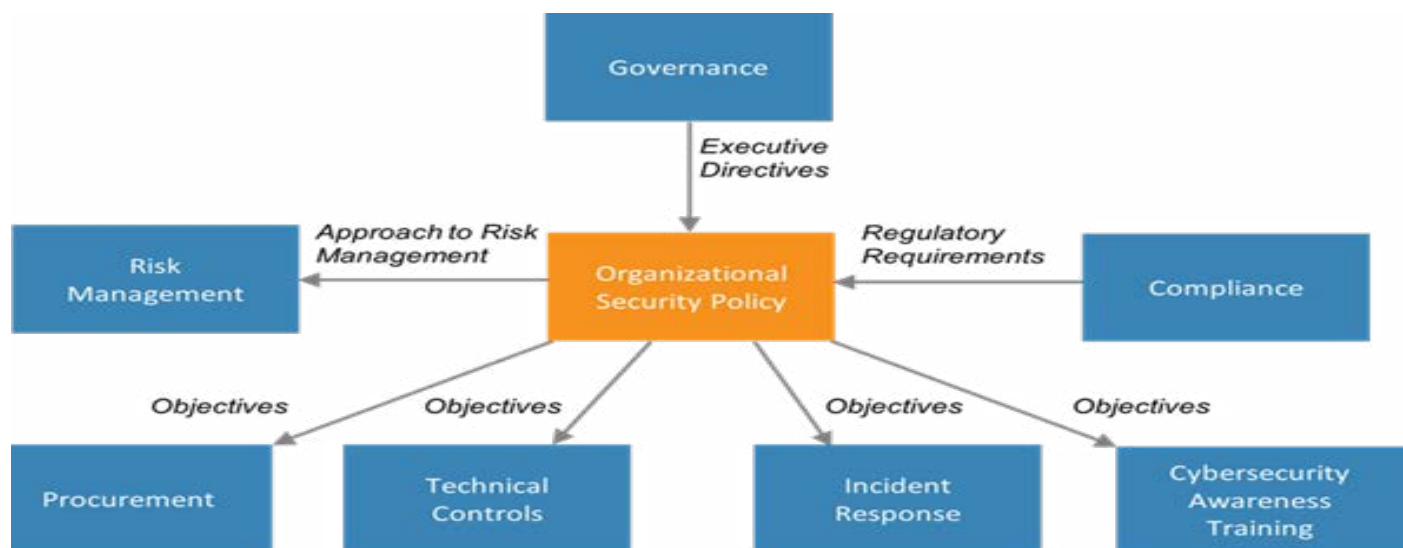 Governance
Executive
Directives
Approach to Risk
Management
Regulatory
Requirements
Risk
Management
Organizational
Security Policy
Compliance
Objectives
Objectives
Objectives
Objectives
Procurement
Technical
Controls
Incident
Response
Cybersecurity
Awareness
Training